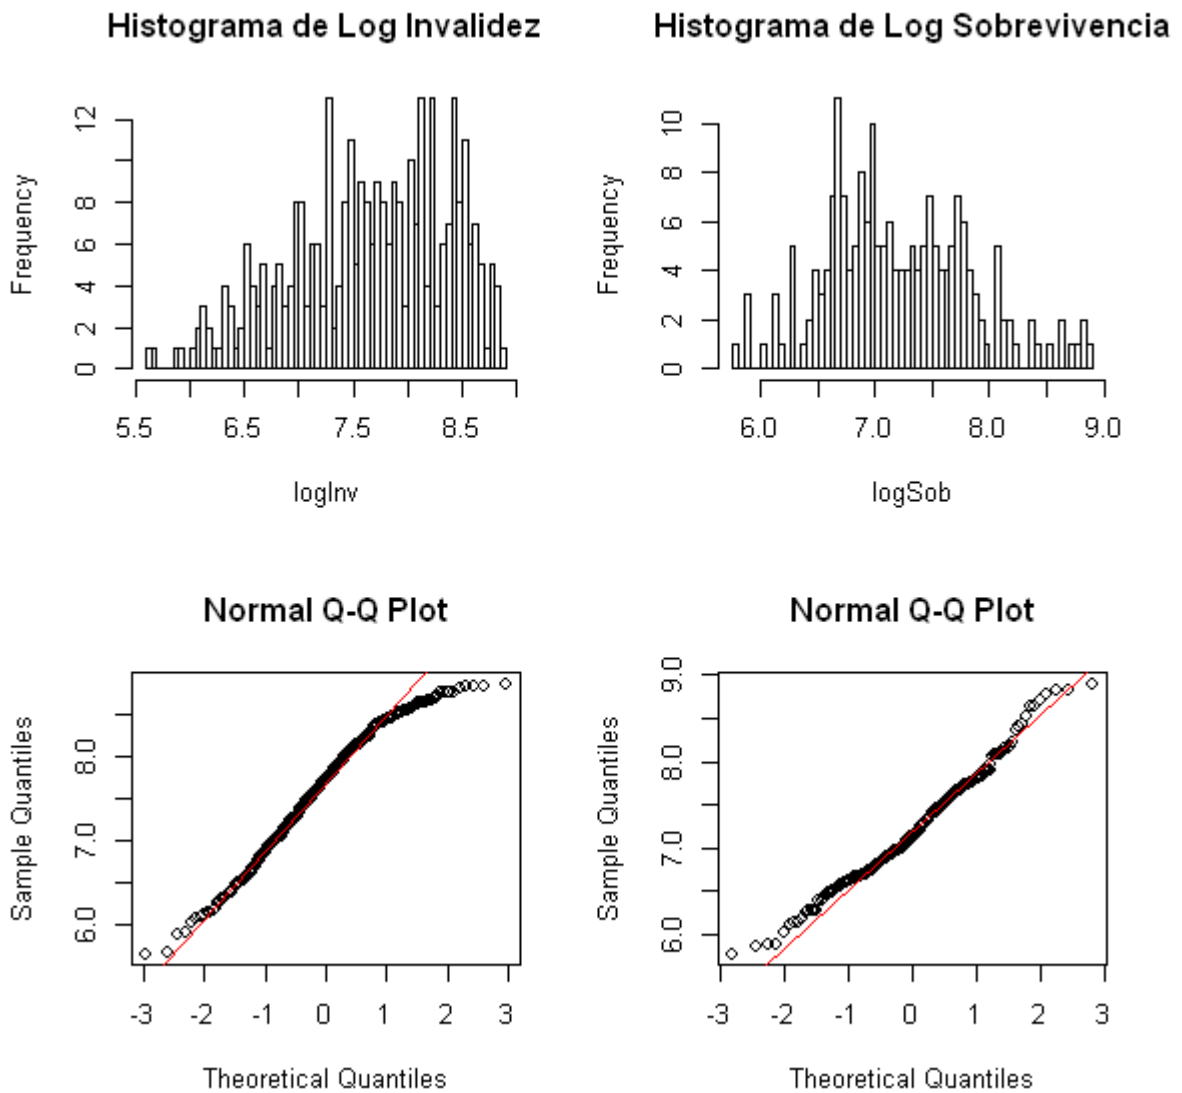 Histograma de Log Invalidez
Frequency
0 2 4 6 8 12
5.5 6.5 7.5 8.5
logInv
Histograma de Log Sobrevivencia
Frequency
0 2 4 6 8 10
6.0 7.0 8.0 9.0
logSob
Normal Q-Q Plot
Sample Quantiles
6.0 7.0 8.0
-3 -2 -1 0 1 2 3
Theoretical Quantiles
Normal Q-Q Plot
Sample Quantiles
6.0 7.0 8.0 9.0
-3 -2 -1 0 1 2 3
Theoretical Quantiles